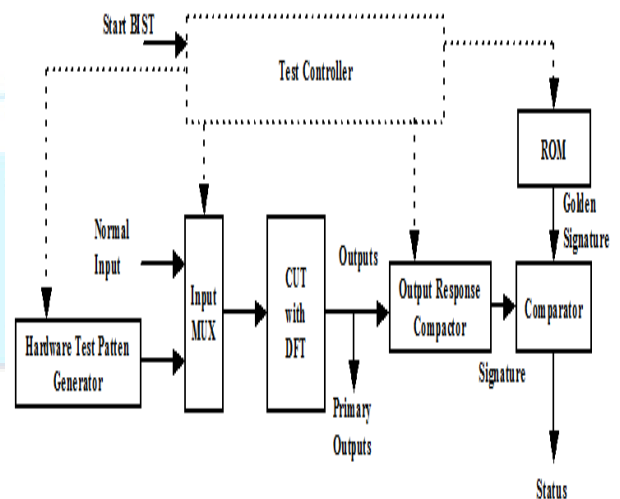 Start BIST
Test Controller
ROM
Golden
Signature
Normal
Input
Input
MUX
CUT
with
DFT
Outputs
Output Response
Compactor
Comparator
Hardware Test Patten
Generator
Signature
Primary
Outputs
Status